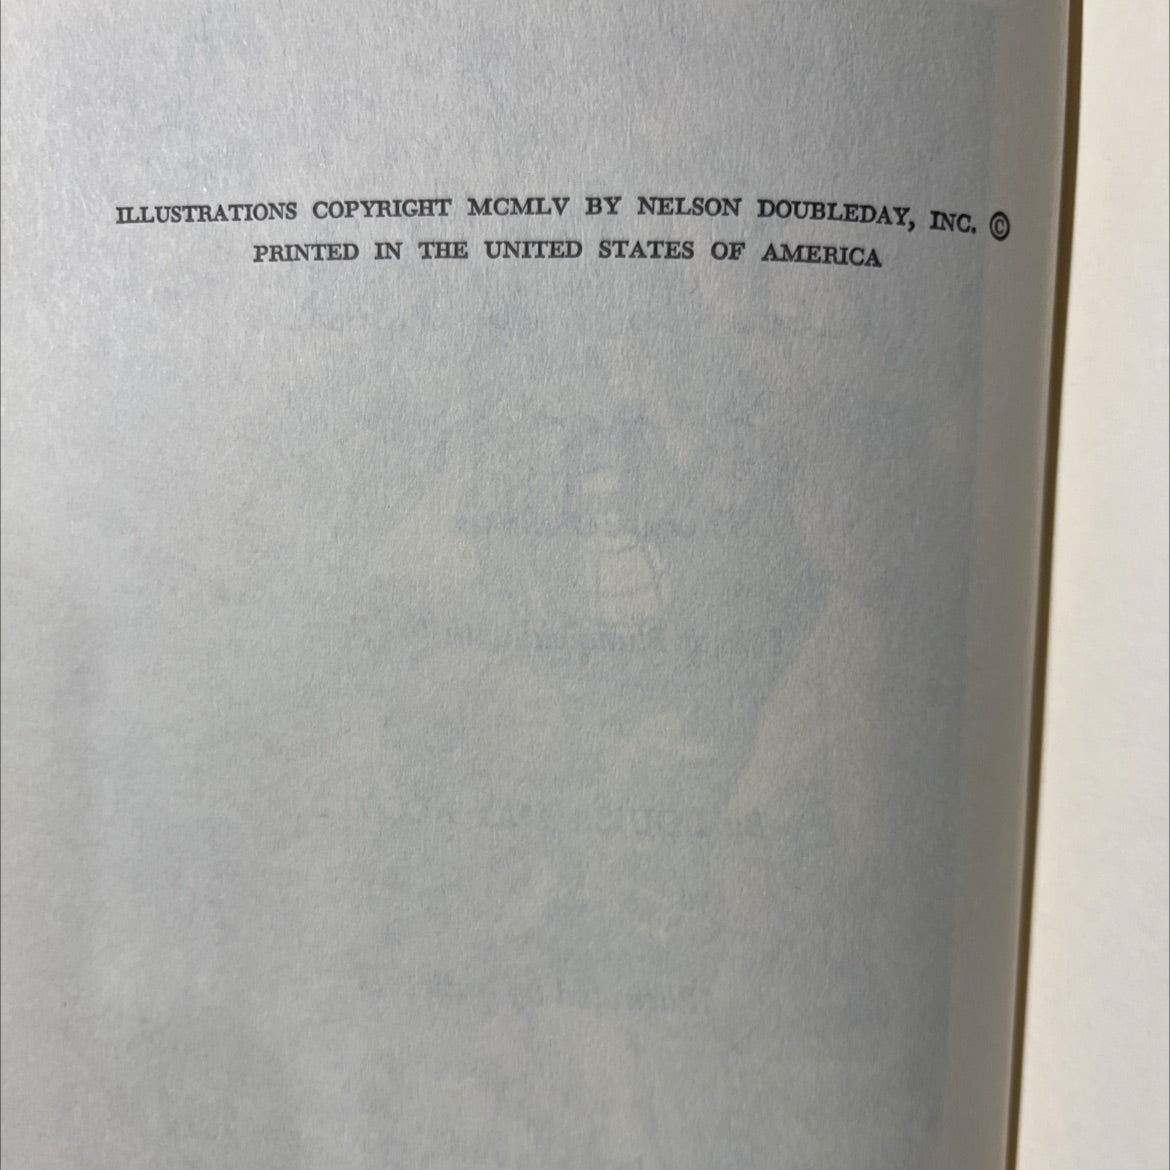 ILLUSTRATIONS COPYRIGHT MCMLV BY NELSON DOUBLEDAY, INC. ©
PRINTED IN THE UNITED STATES OF AMERICA